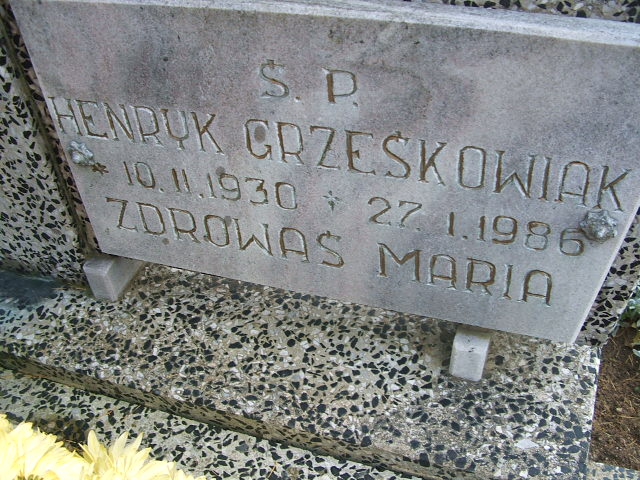 Ś. P.
HENRYK GRZEŚKOWIAK
* 10.11.1930 + 27.1.1986
ZDROWAŚ MARIA